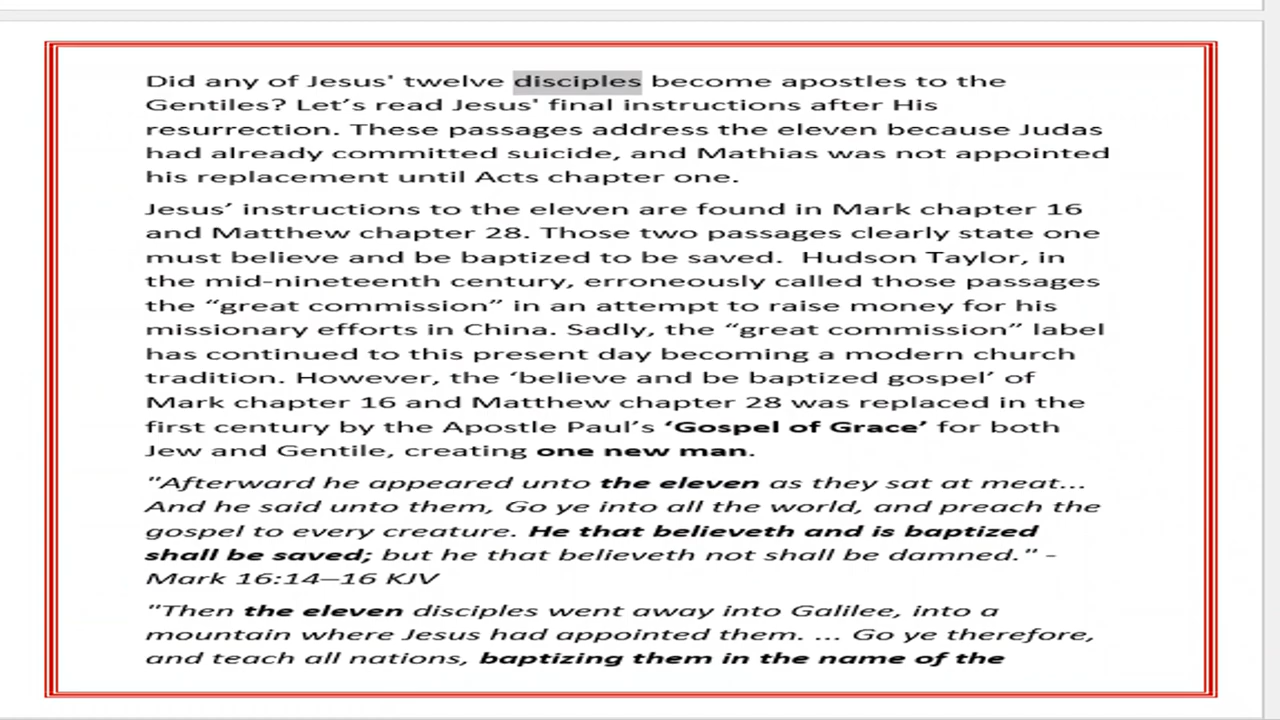 Did any of Jesus' twelve disciples become apostles to the
Gentiles? Let’s read Jesus' final instructions after His
resurrection. These passages address the eleven because Judas
had already committed suicide, and Mathias was not appointed
his replacement until Acts chapter one.
Jesus’ instructions to the eleven are found in Mark chapter 16
and Matthew chapter 28. Those two passages clearly state one
must believe and be baptized to be saved.  Hudson Taylor, in
the mid-nineteenth century, erroneously called those passages
the “great commission” in an attempt to raise money for his
missionary efforts in China. Sadly, the “great commission” label
has continued to this present day becoming a modern church
tradition. However, the ‘believe and be baptized gospel’ of
Mark chapter 16 and Matthew chapter 28 was replaced in the
first century by the Apostle Paul’s ‘Gospel of Grace’ for both
Jew and Gentile, creating one new man.
"Afterward he appeared unto the eleven as they sat at meat...
And he said unto them, Go ye into all the world, and preach the
gospel to every creature. He that believeth and is baptized
shall be saved; but he that believeth not shall be damned." -
Mark 16:14–16 KJV
"Then the eleven disciples went away into Galilee, into a
mountain where Jesus had appointed them. ... Go ye therefore,
and teach all nations, baptizing them in the name of the